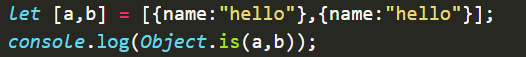 let [a,b] = [{name:"hello"},{name:"hello"}];
console.log(Object.is(a,b));